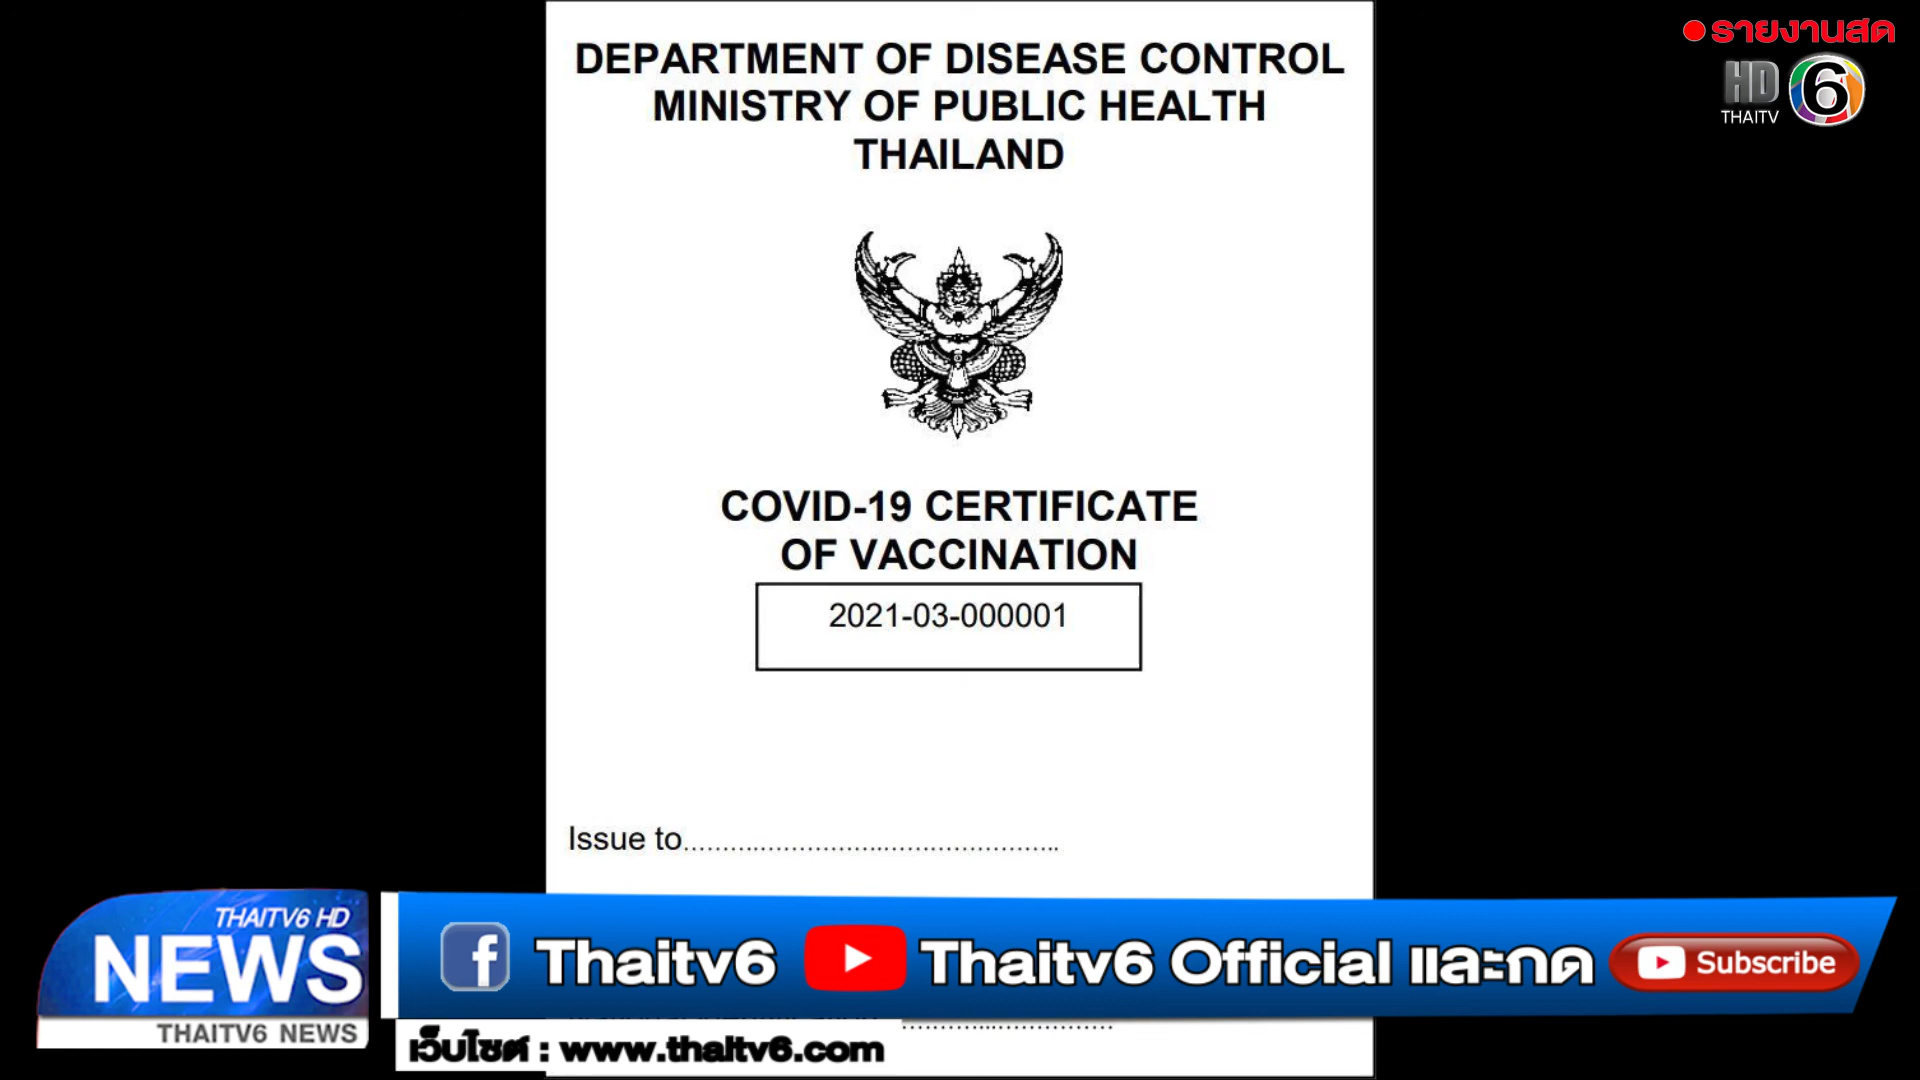 รายงานสด
HD
THAITV
6
DEPARTMENT OF DISEASE CONTROL
MINISTRY OF PUBLIC HEALTH
THAILAND
COVID-19 CERTIFICATE
OF VACCINATION
2021-03-000001
Issue to............................................................
THAITV6 HD
NEWS
THAITV6 NEWS
f Thaitv6 Thaitv6 Official และกด Subscribe
เว็บไซต์ : www.thaitv6.com